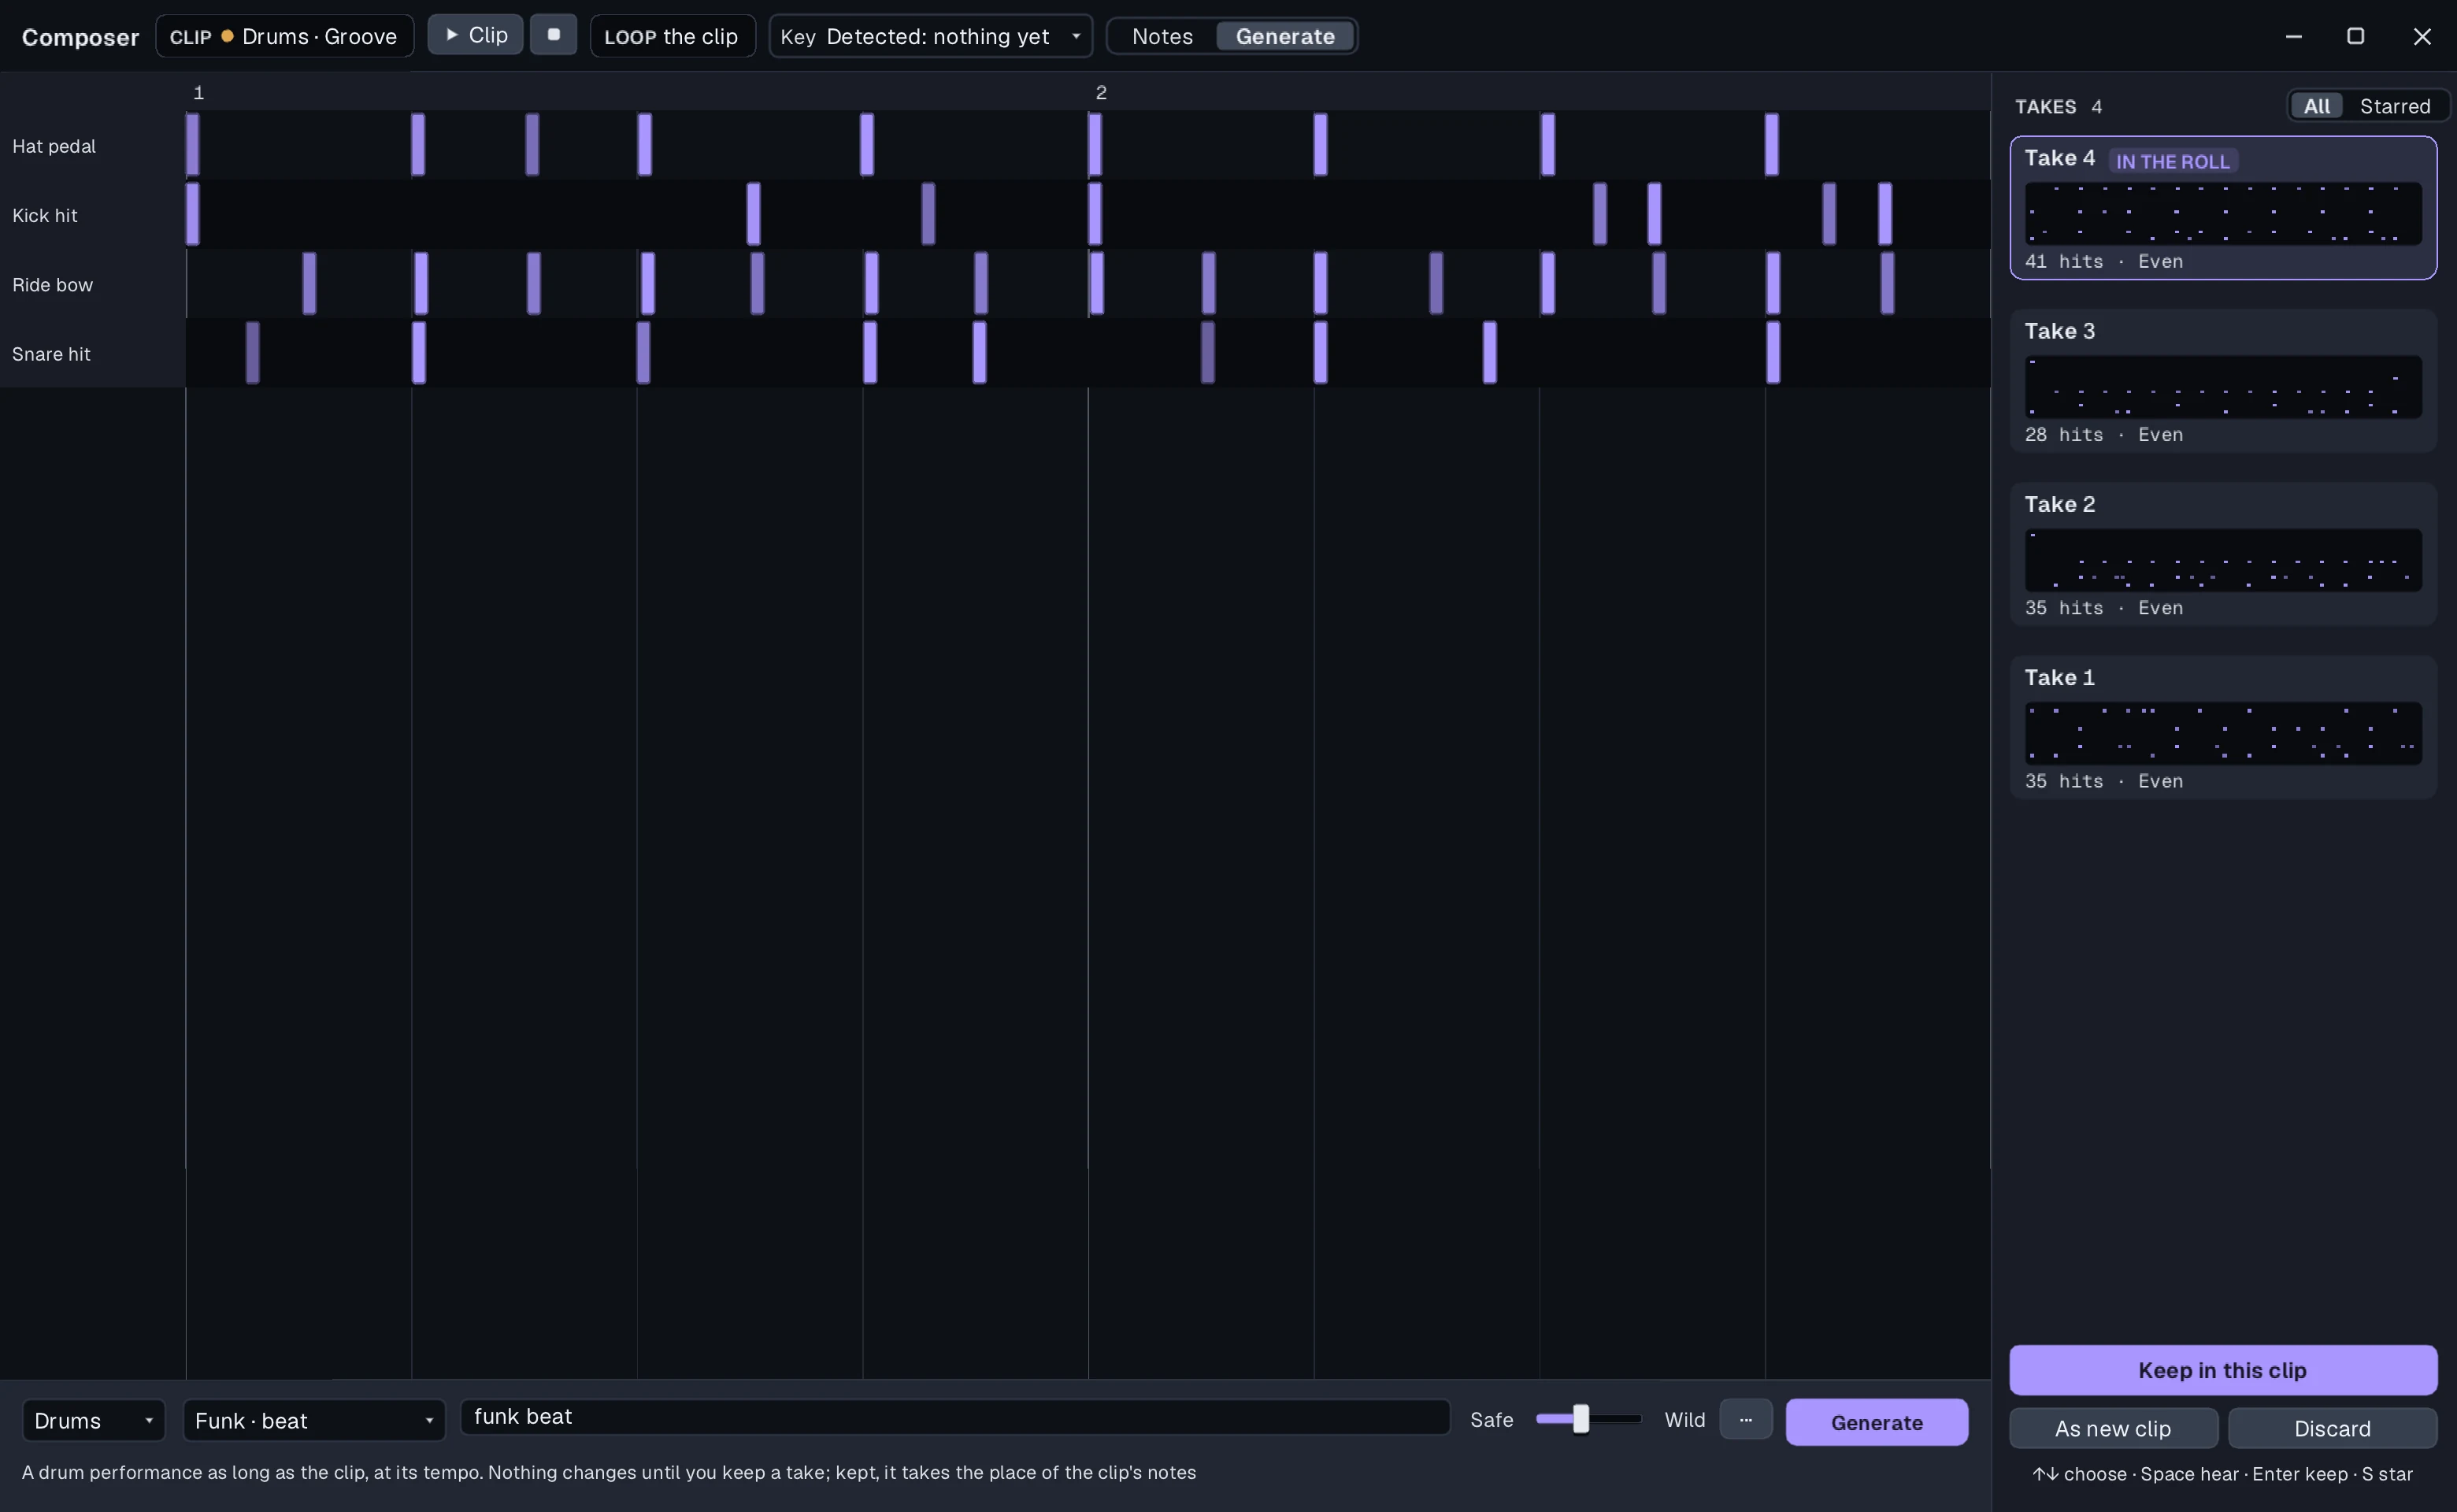 Composer
CLIP Drums · Groove
Clip
LOOP the clip
Key Detected: nothing yet
Notes
Generate
1
2
Hat pedal
Kick hit
Ride bow
Snare hit
TAKES 4
All
Starred
Take 4 IN THE ROLL
41 hits · Even
Take 3
28 hits · Even
Take 2
35 hits · Even
Take 1
35 hits · Even
Keep in this clip
As new clip
Discard
↑↓ choose · Space hear · Enter keep · S star
Drums
Funk · beat
funk beat
Safe
Wild
...
Generate
A drum performance as long as the clip, at its tempo. Nothing changes until you keep a take; kept, it takes the place of the clip's notes